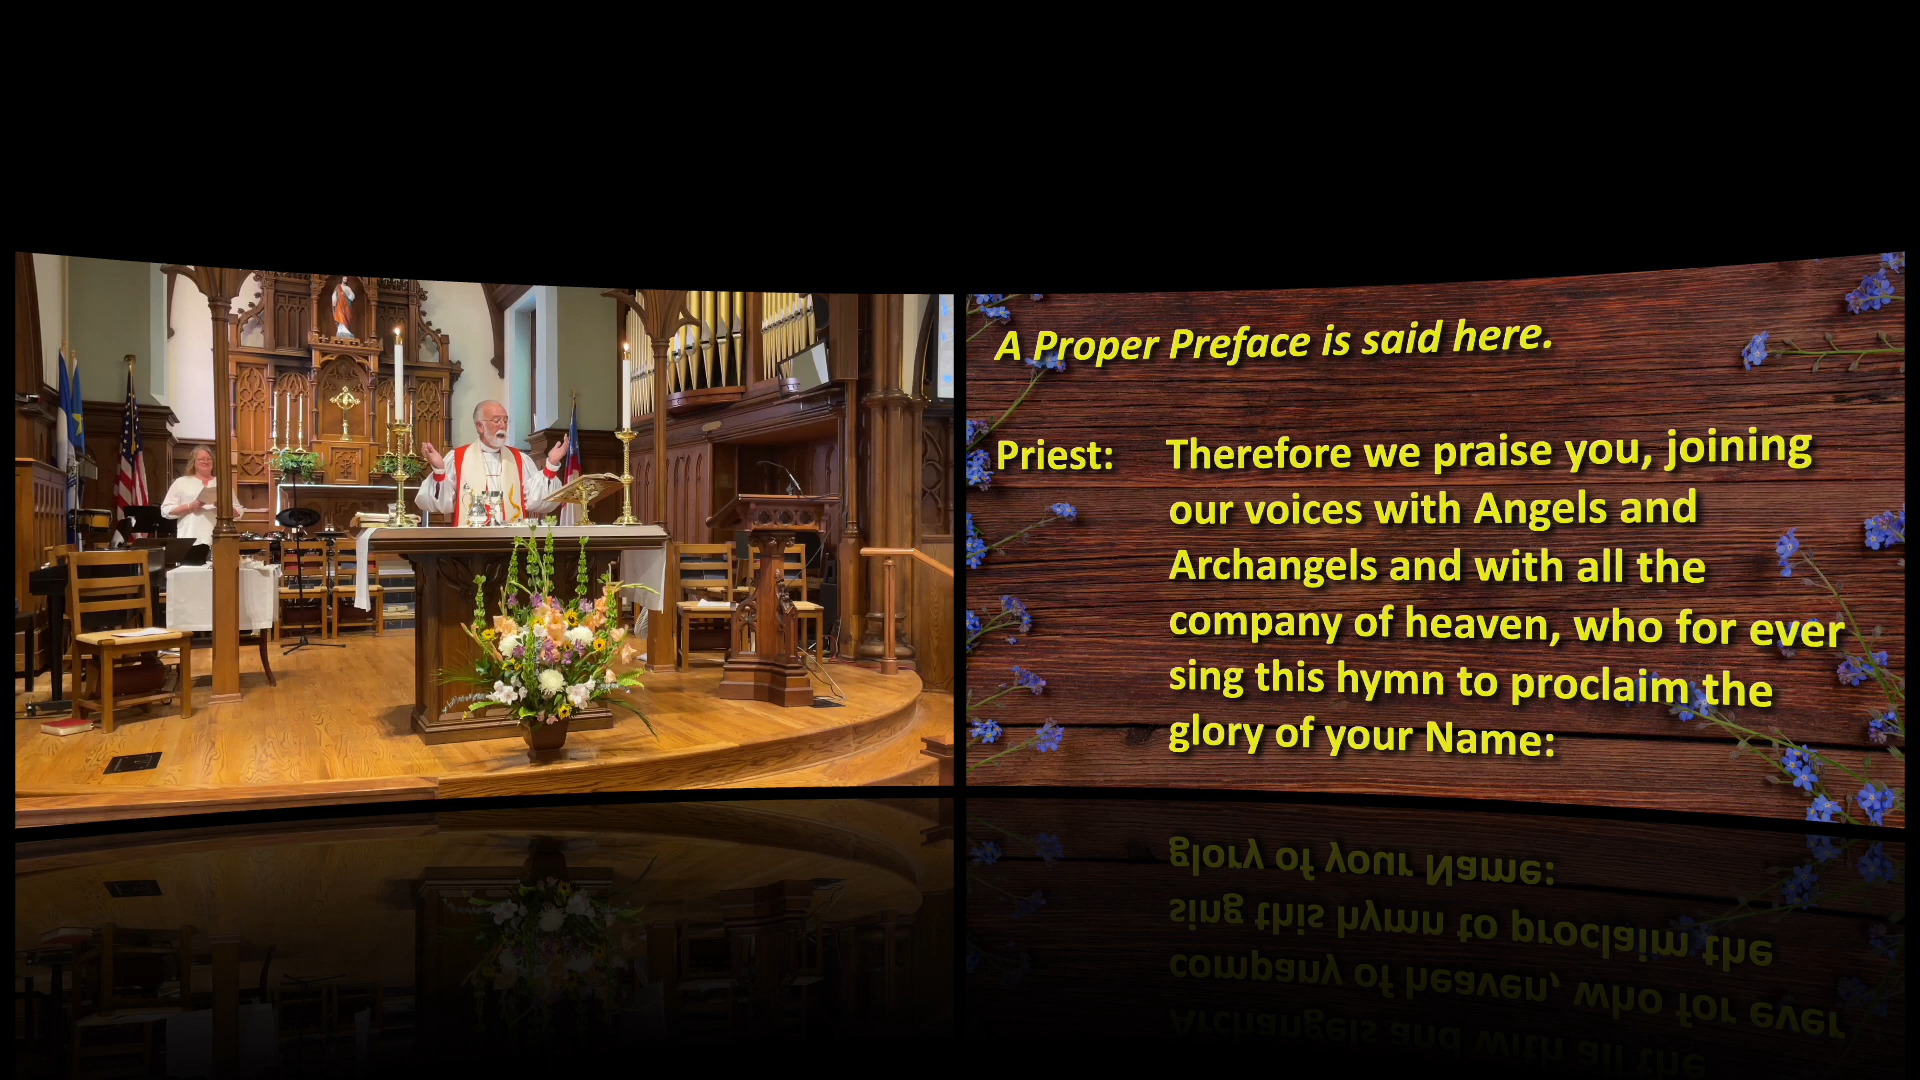 A Proper Preface is said here.
Priest: Therefore we praise you, joining
our voices with Angels and
Archangels and with all the
company of heaven, who for ever
sing this hymn to proclaim the
glory of your Name: